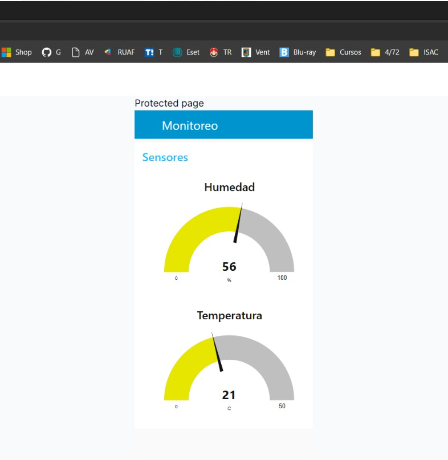 Shop G AV RUAF T! T Eset TR Vent B Blu-ray Cursos 4/72 ISAC
Protected page
Monitoreo
Sensores
Humedad
56
0 % 100
Temperatura
21
0 C 50